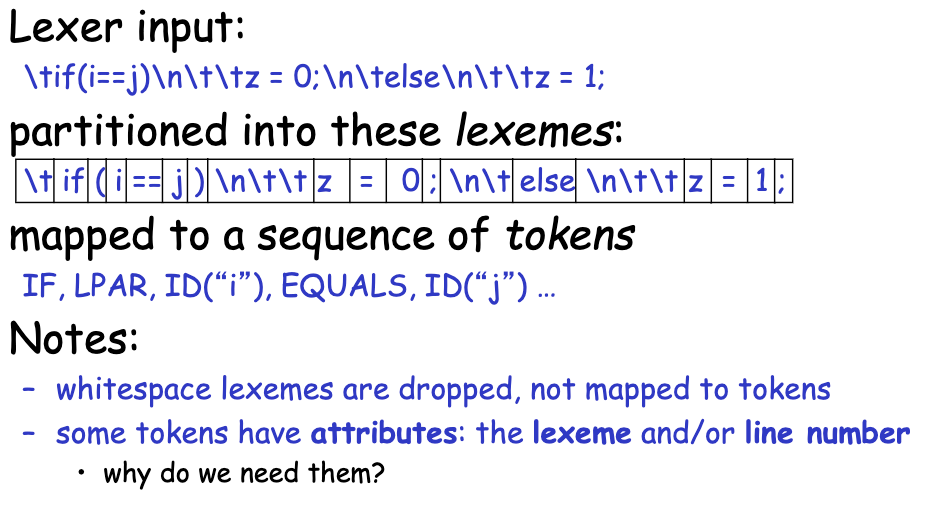 Lexer input:
\tif(i==j)\n\t\tz = 0;\n\telse\n\t\tz = 1;
partitioned into these lexemes:
\t if ( i == j ) \n\t\t z = 0 ; \n\t else \n\t\t z = 1 ;
mapped to a sequence of tokens
IF, LPAR, ID(“i”), EQUALS, ID(“j”) …
Notes:
– whitespace lexemes are dropped, not mapped to tokens
– some tokens have attributes: the lexeme and/or line number
• why do we need them?